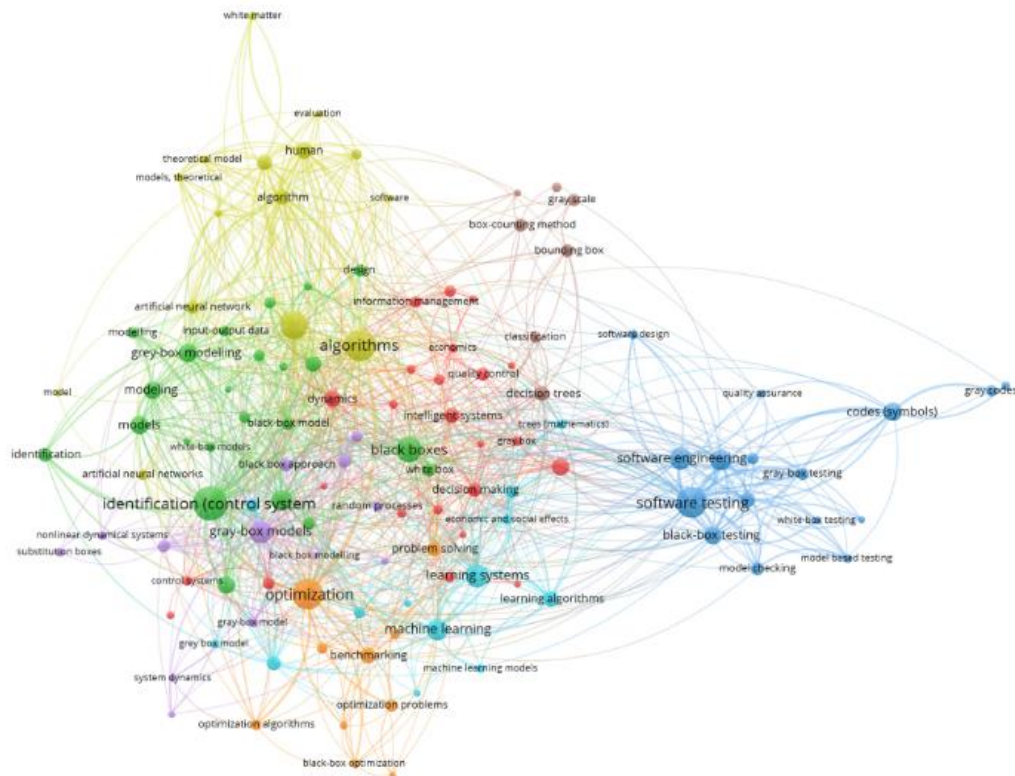 white matter
evaluation
human
theoretical model
models, theoretical
algorithm
software
gray scale
box-counting method
bounding box
design
information management
artificial neural network
modelling
input-output data
grey-box modelling
algorithms
economics
classification
software design
quality control
model
modeling
dynamics
decision trees
quality assurance
gray codes
codes (symbols)
intelligent systems
models
black-box model
trees (mathematics)
gray box
white-box models
black boxes
identification
black box approach
white box
software engineering
artificial neural networks
gray-box testing
decision making
identification (control system
random processes
software testing
economic and social effects
white-box testing
nonlinear dynamical systems
gray-box models
black-box testing
substitution boxes
black box modelling
problem solving
model based testing
model checking
control systems
learning systems
optimization
learning algorithms
gray-box model
machine learning
grey box model
benchmarking
system dynamics
machine learning models
optimization problems
optimization algorithms
black-box optimization